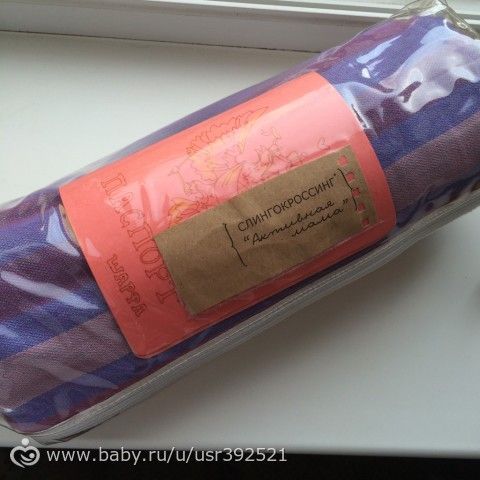 ПАСПОРТ
ШАРФА
СЛИНГОКРОССИНГ
"Активная
мама"
www.baby.ru/u/usr392521